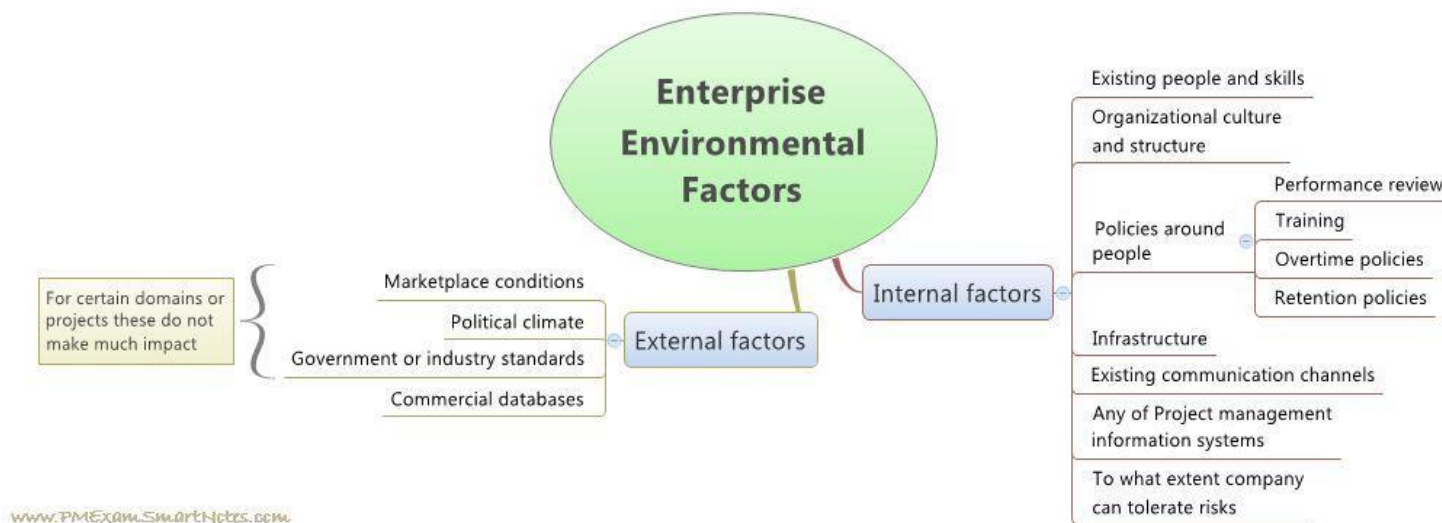 Enterprise
Environmental
Factors
For certain domains or
projects these do not
make much impact
Marketplace conditions
Political climate
Government or industry standards
Commercial databases
External factors
Internal factors
Existing people and skills
Organizational culture
and structure
Policies around
people
Performance review
Training
Overtime policies
Retention policies
Infrastructure
Existing communication channels
Any of Project management
information systems
To what extent company
can tolerate risks
www.PMExamSmartNotes.com